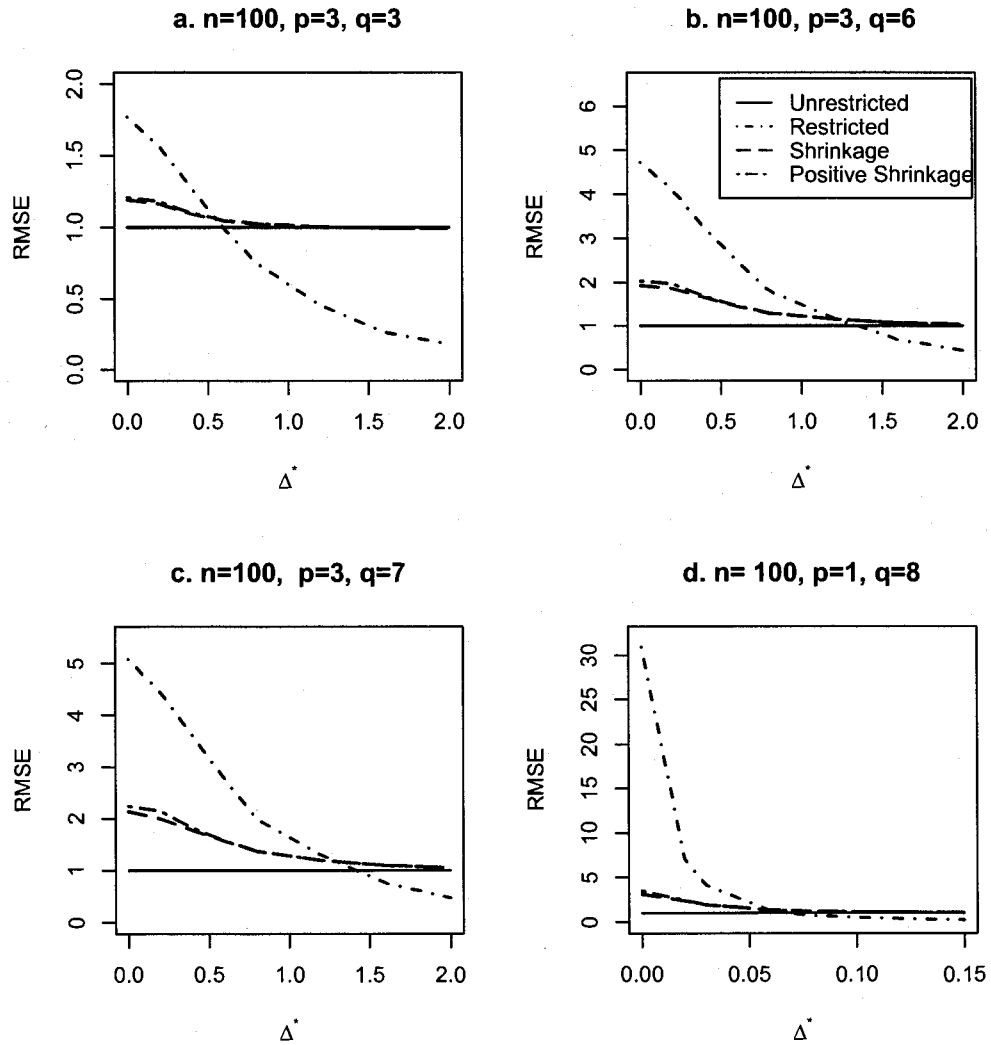 a. n=100, p=3, q=3
RMSE
2.0
1.5
1.0
0.5
0.0
0.0 0.5 1.0 1.5 2.0
Δ*
b. n=100, p=3, q=6
RMSE
6
5
4
3
2
1
0
Unrestricted
Restricted
Shrinkage
Positive Shrinkage
0.0 0.5 1.0 1.5 2.0
Δ*
c. n=100, p=3, q=7
RMSE
5
4
3
2
1
0
0.0 0.5 1.0 1.5 2.0
Δ*
d. n= 100, p=1, q=8
RMSE
30
25
20
15
10
5
0
0.00 0.05 0.10 0.15
Δ*